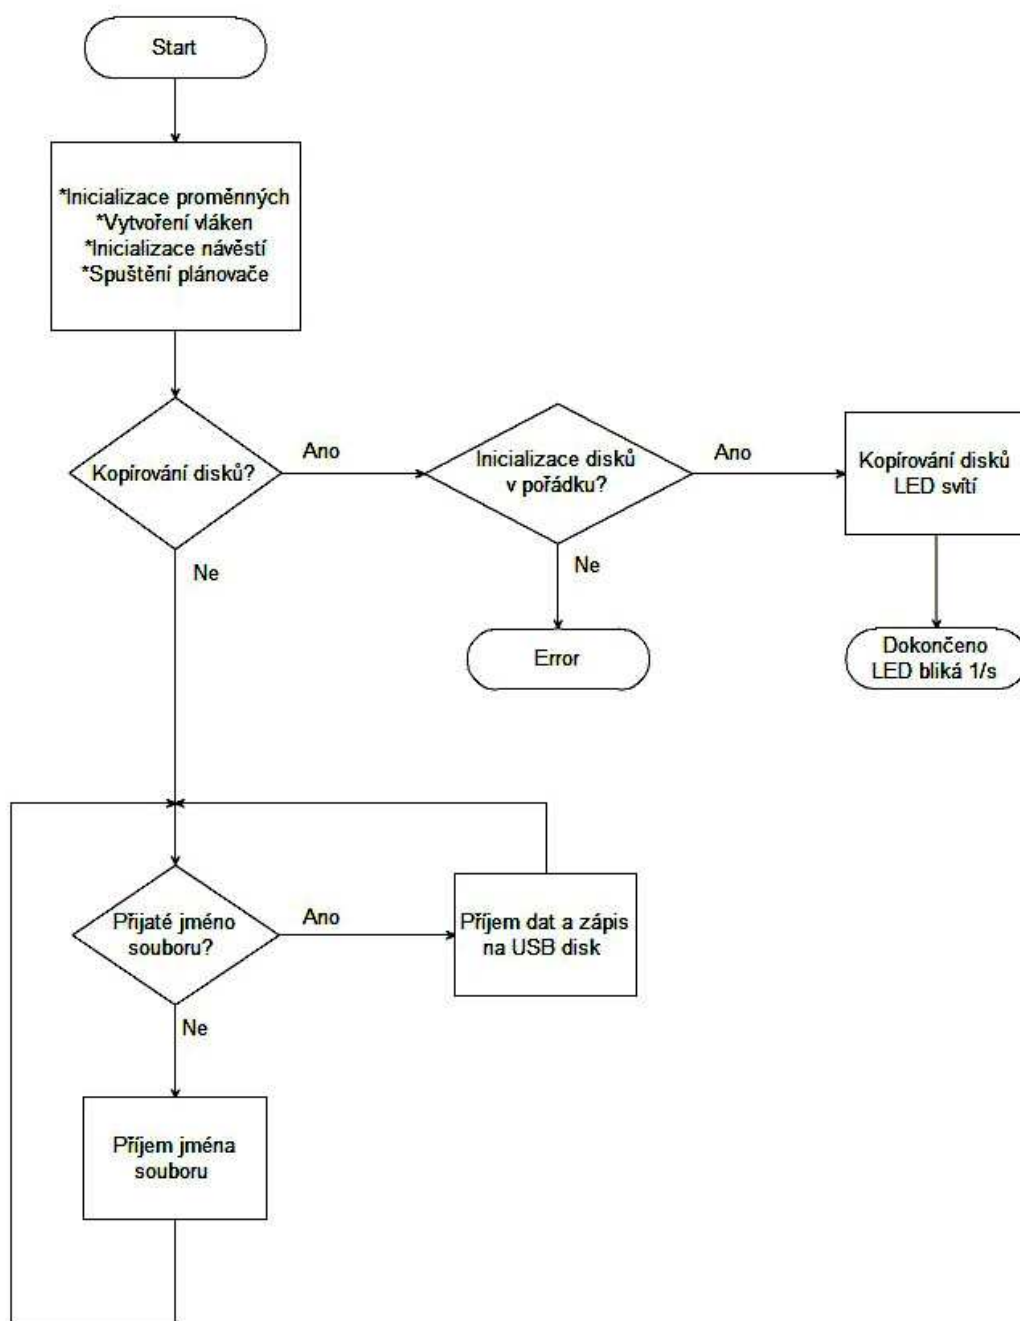 Start
*Inicializace proměnných
*Vytvoření vláken
*Inicializace návěstí
*Spuštění plánovače
Kopírování disků?
Ano
Inicializace disků
v pořádku?
Ano
Kopírování disků
LED svítí
Ne
Ne
Error
Dokončeno
LED bliká 1/s
Přijaté jméno
souboru?
Ano
Příjem dat a zápis
na USB disk
Ne
Příjem jména
souboru